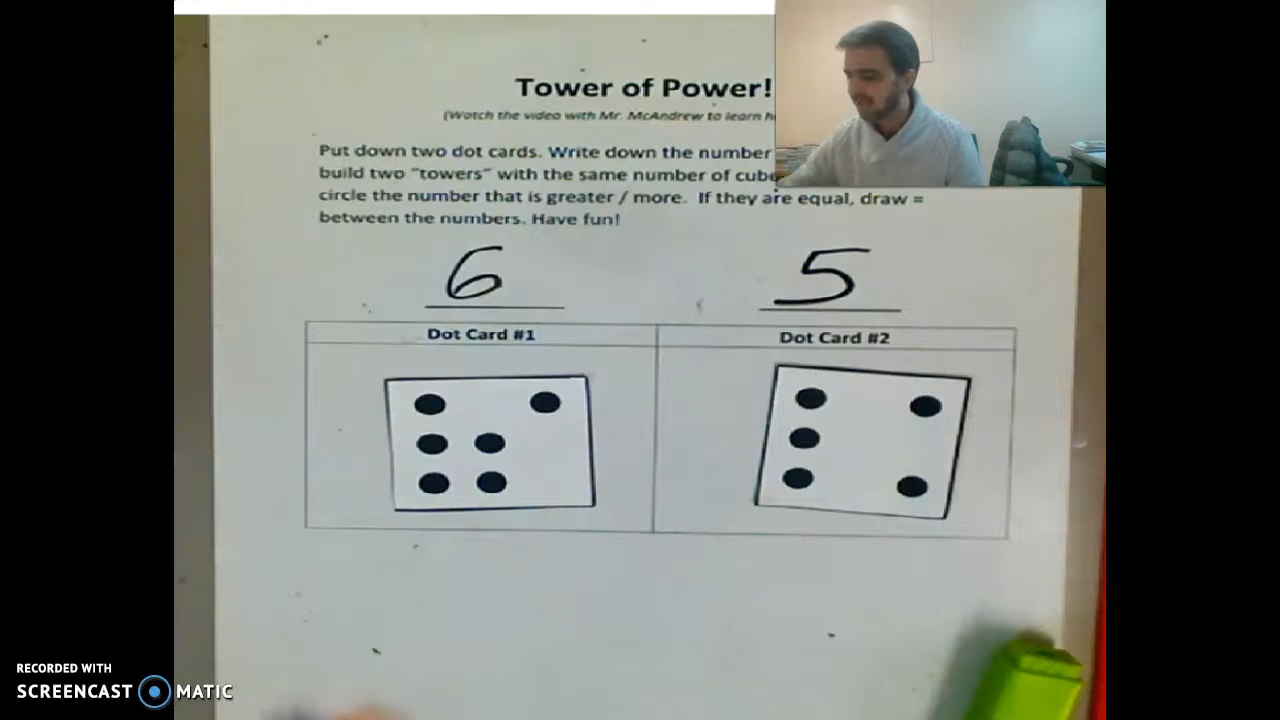 Tower of Power!
(Watch the video with Mr. McAndrew to learn
Put down two dot cards. Write down the number
build two "towers" with the same number of
circle the number that is greater / more. If they are equal, draw =
between the numbers. Have fun!
6 5
Dot Card #1 Dot Card #2
RECORDED WITH
SCREENCAST MATIC